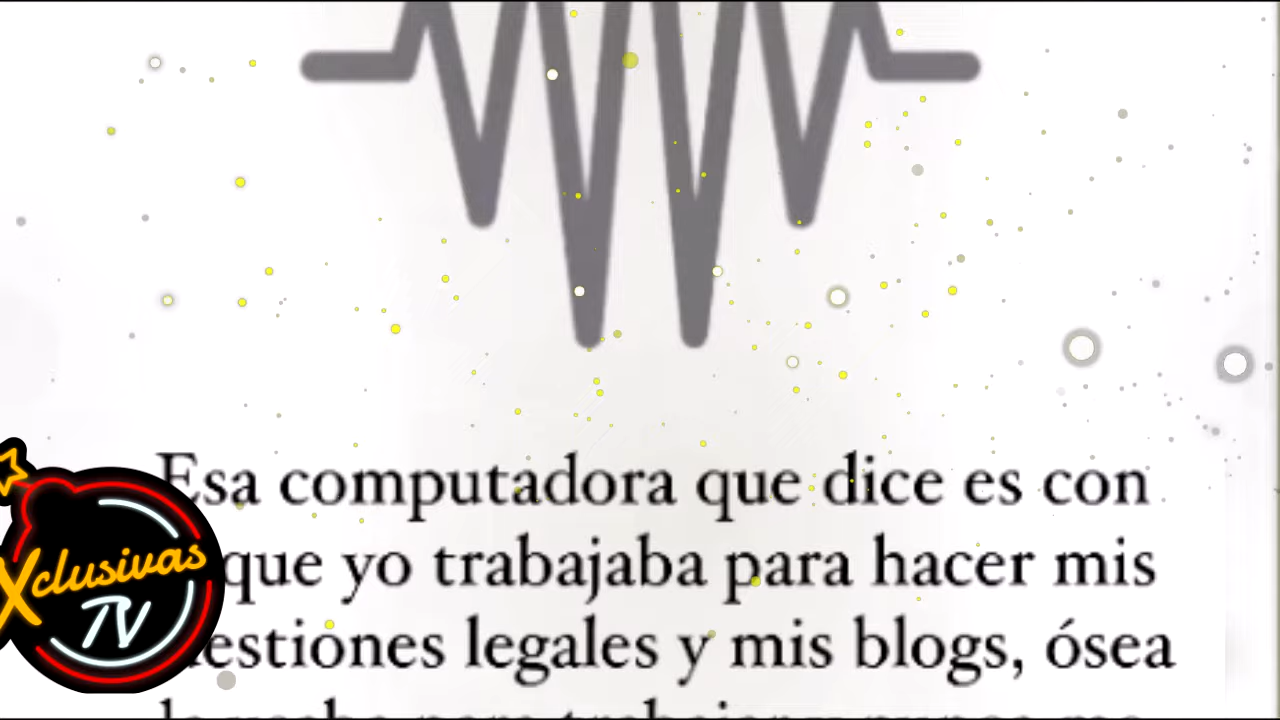 Esa computadora que dice es con
que yo trabajaba para hacer mis
legales y mis blogs, ósea
Xclusivas
TV